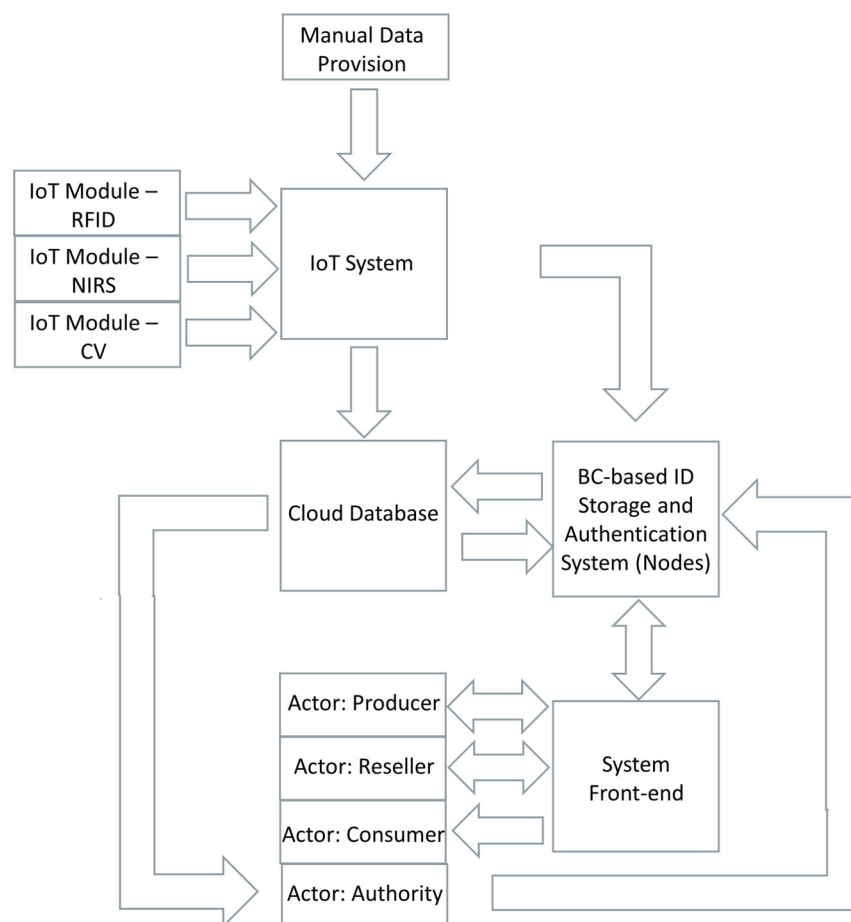 Manual Data
Provision
IoT Module –
RFID
IoT Module –
NIRS
IoT Module –
CV
IoT System
Cloud Database
BC-based ID
Storage and
Authentication
System (Nodes)
Actor: Producer
Actor: Reseller
Actor: Consumer
Actor: Authority
System
Front-end